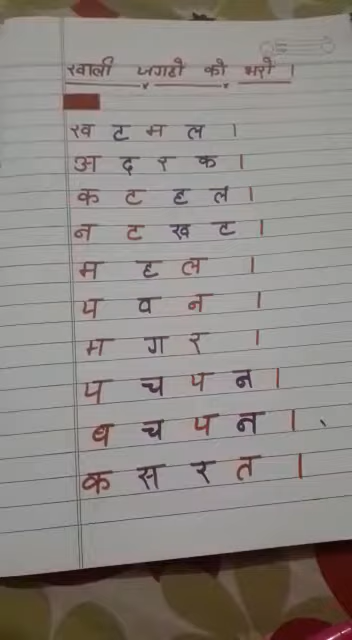 खाली जगहो को भरो ।
ख ट म ल ।
अ द र क ।
क ट ह ल ।
न ट ख ट ।
म ह ल ।
प व न ।
म ग र ।
प च प न ।
ब च प न ।
क स र त ।